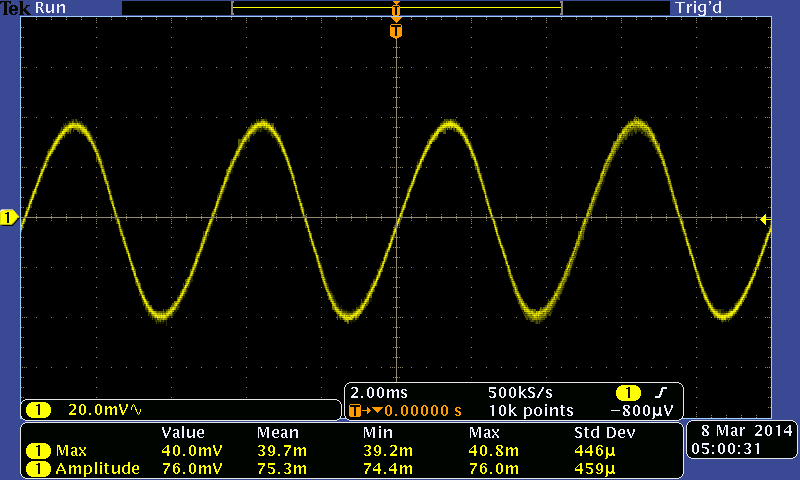 Tek Run Trig'd
T
T
1
1 20.0mV∿
2.00ms 500kS/s 1 ∫
T→▼0.00000 s 10k points −800µV
Value Mean Min Max Std Dev
1 Max 40.0mV 39.7m 39.2m 40.8m 446µ
1 Amplitude 76.0mV 75.3m 74.4m 76.0m 459µ
8 Mar 2014
05:00:31